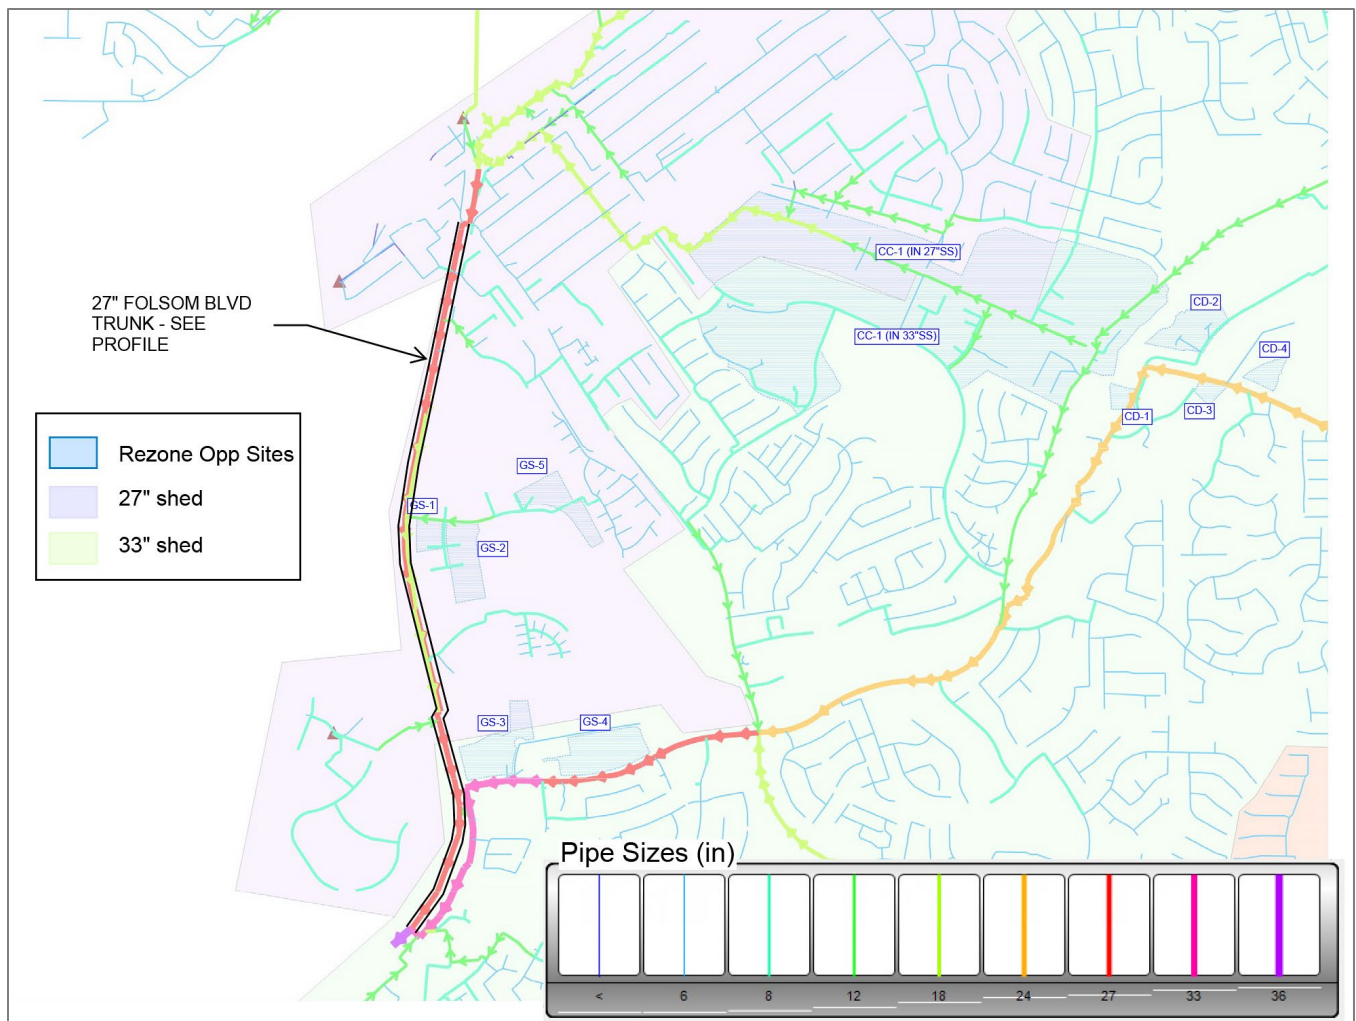 CC-1 (IN 27"SS)
CD-2
27" FOLSOM BLVD
TRUNK - SEE
PROFILE
CC-1 (IN 33"SS)
CD-4
CD-1
CD-3
Rezone Opp Sites
27" shed
33" shed
GS-5
GS-1
GS-2
GS-3
GS-4
Pipe Sizes (in)
< 6 8 12 18 24 27 33 36